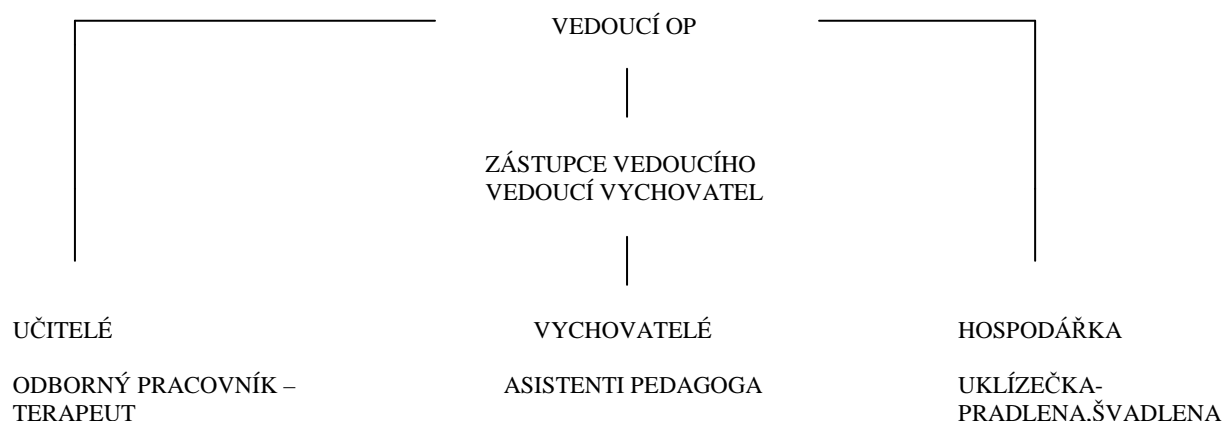 VEDOUCÍ OP
ZÁSTUPCE VEDOUCÍHO
VEDOUCÍ VYCHOVATEL
UČITELÉ
VYCHOVATELÉ
HOSPODÁŘKA
ODBORNÝ PRACOVNÍK –
TERAPEUT
ASISTENTI PEDAGOGA
UKLÍZEČKA-
PRADLENA,ŠVADLENA